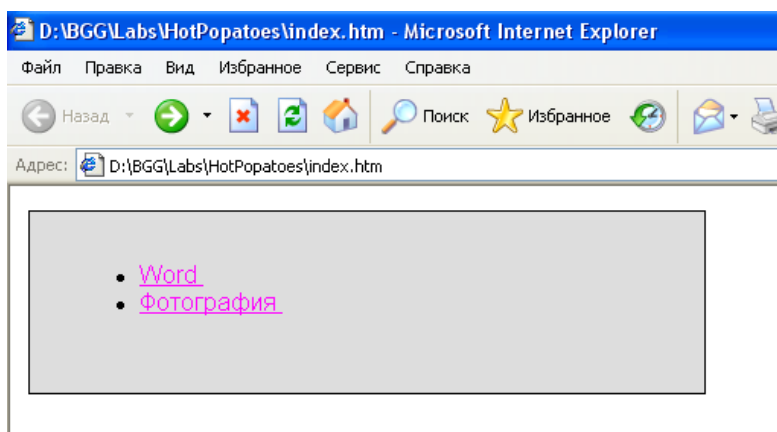 D:\BGG\Labs\HotPopatoes\index.htm - Microsoft Internet Explorer
Файл Правка Вид Избранное Сервис Справка
Назад Поиск Избранное
Адрес: D:\BGG\Labs\HotPopatoes\index.htm
Word
Фотография